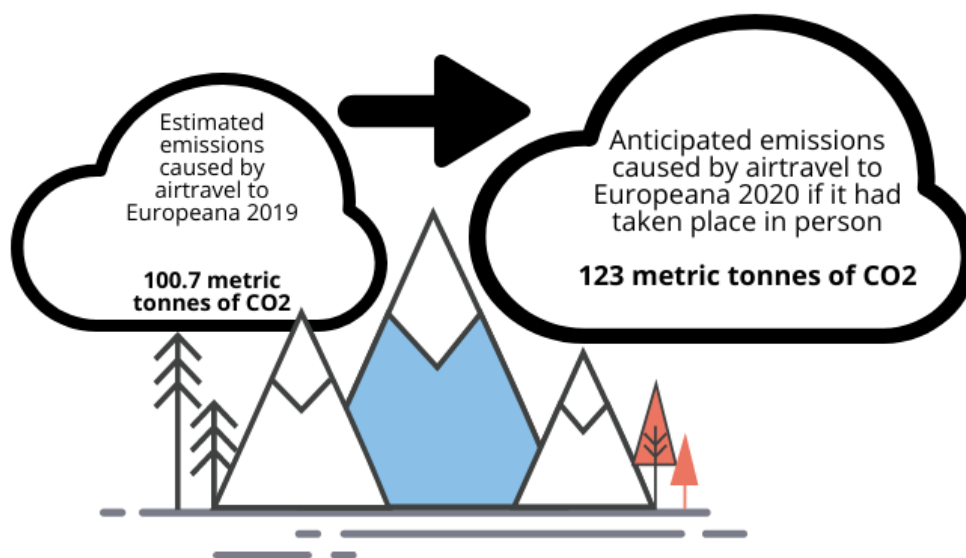 Estimated
emissions
caused by
airtravel to
Europeana 2019
100.7 metric
tonnes of CO2
Anticipated emissions
caused by airtravel to
Europeana 2020 if it had
taken place in person
123 metric tonnes of CO2